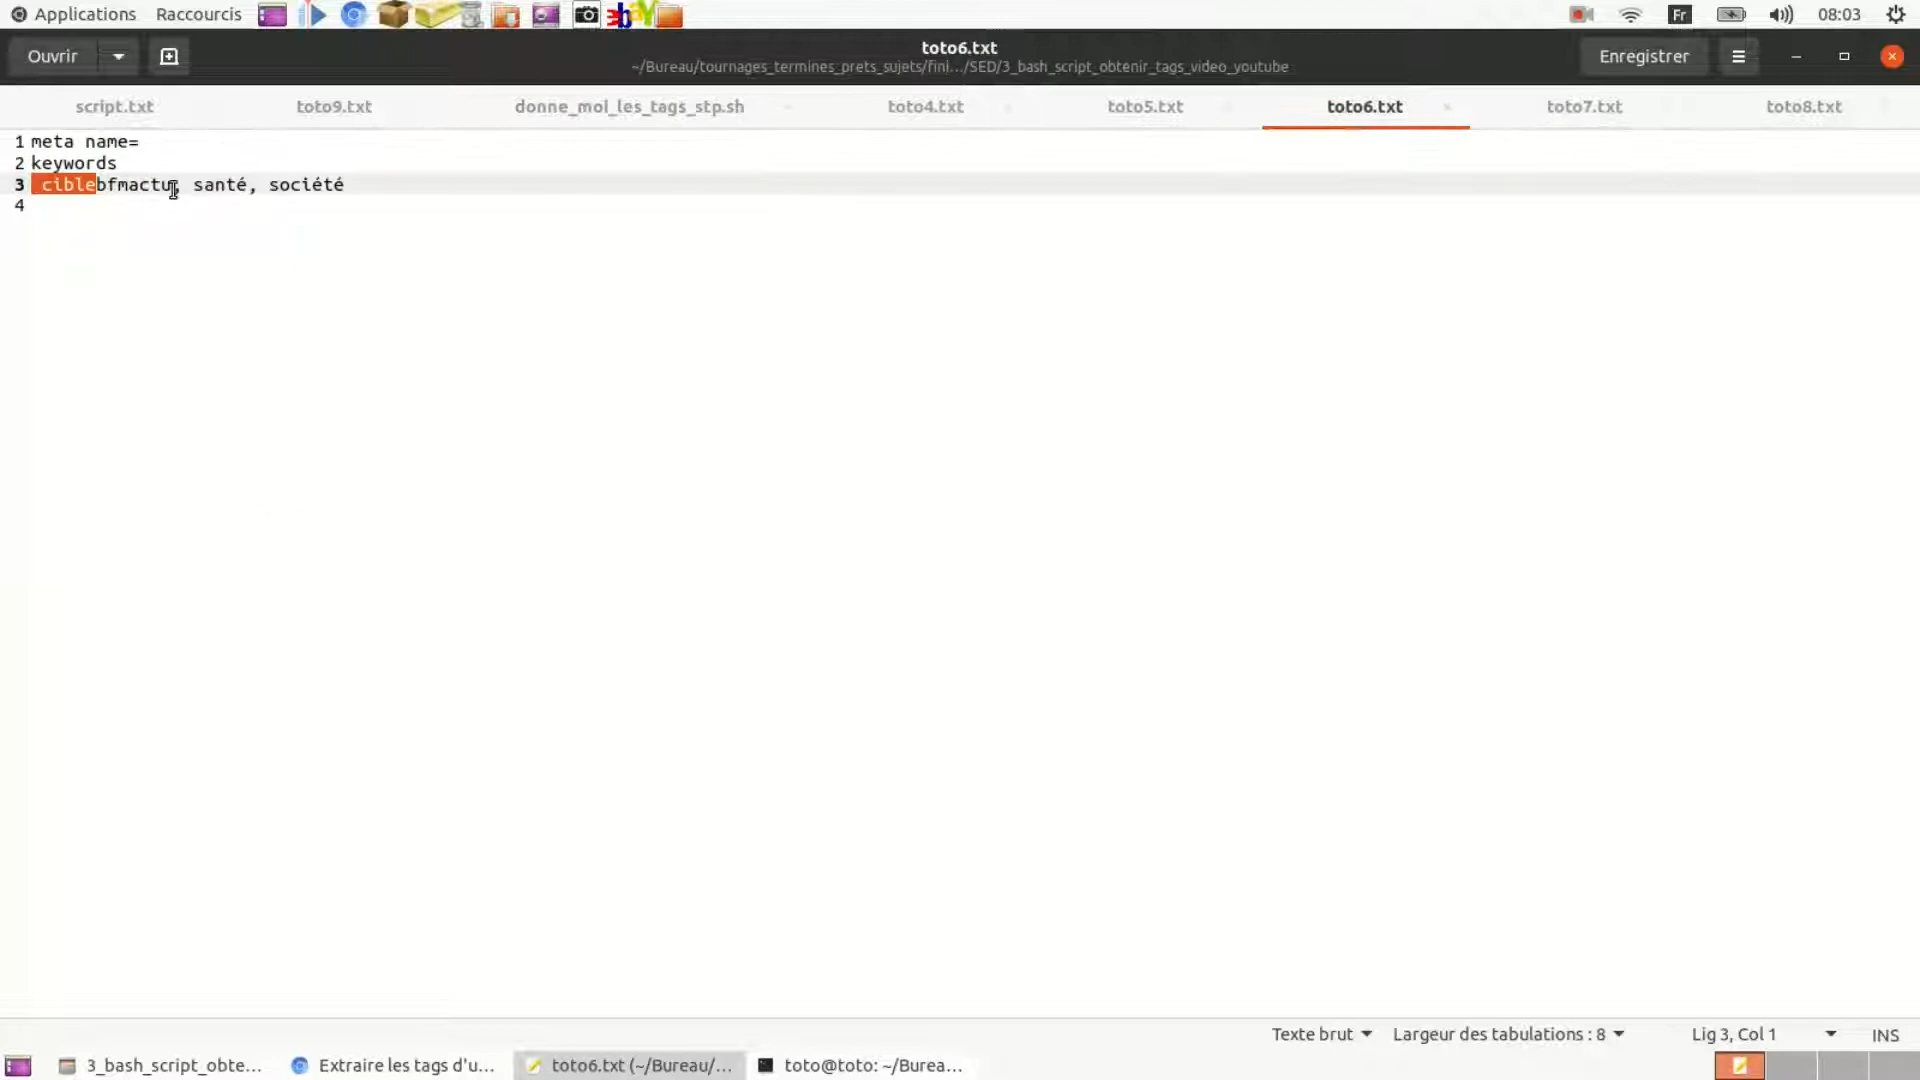 Applications Raccourcis Fr 08:03
Ouvrir toto6.txt Enregistrer
~/Bureau/tournages_termines_prets_sujets/fini.../SED/3_bash_script_obtenir_tags_video_youtube
script.txt toto9.txt donne_moi_les_tags_stp.sh toto4.txt toto5.txt toto6.txt toto7.txt toto8.txt
1 meta name=
2 keywords
3 ciblebfmactu, santé, société
4
Texte brut Largeur des tabulations : 8 Lig 3, Col 1 INS
3_bash_script_obte... Extraire les tags d'u... toto6.txt (~/Bureau/... toto@toto: ~/Burea...